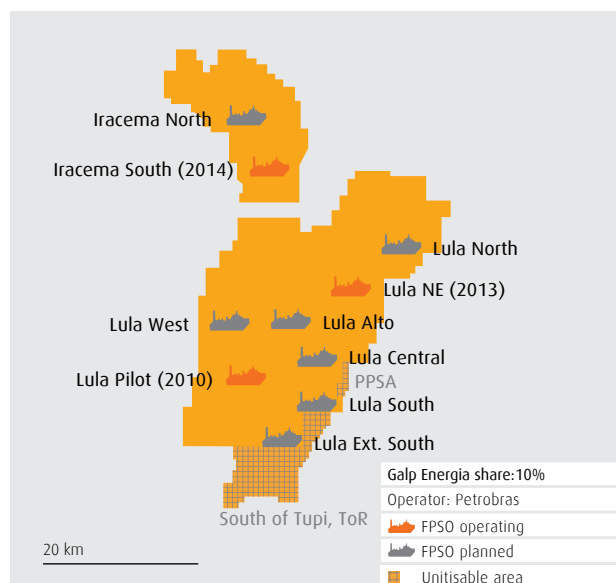 Iracema North
Iracema South (2014)
Lula North
Lula NE (2013)
Lula West
Lula Alto
Lula Central
Lula Pilot (2010)
PPSA
Lula South
Lula Ext. South
South of Tupi, ToR
20 km
Galp Energia share:10%
Operator: Petrobras
FPSO operating
FPSO planned
Unitisable area